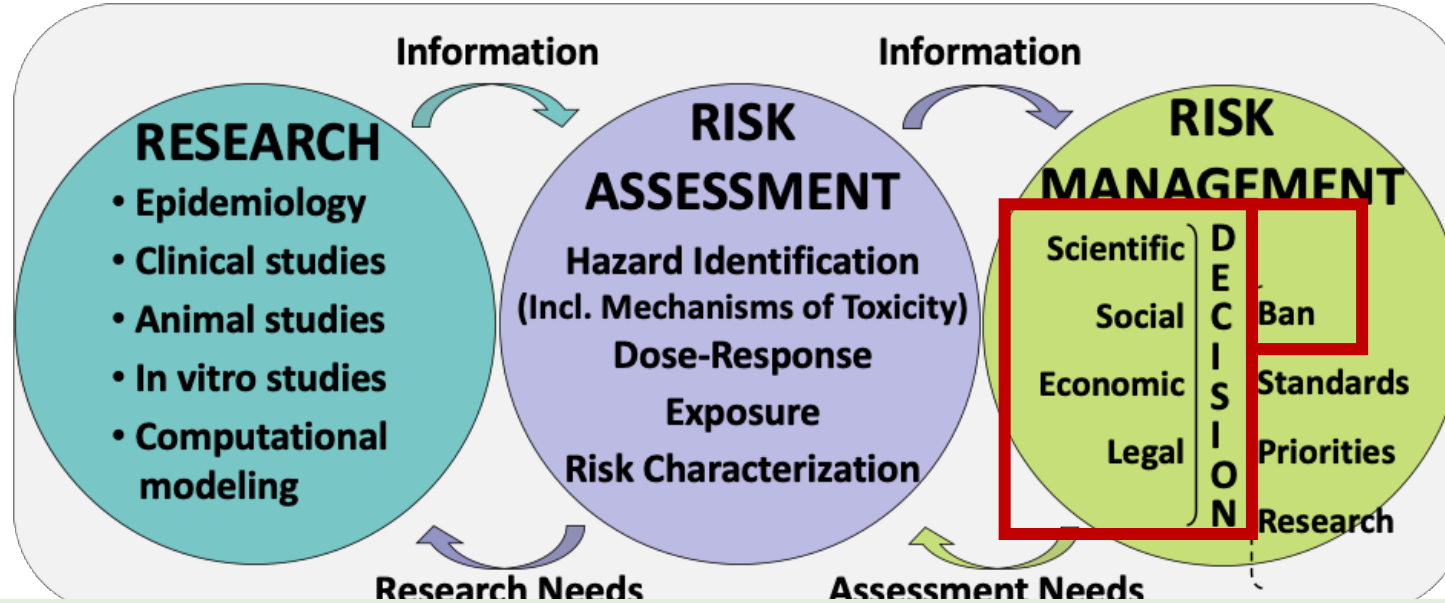 Information
Information
RESEARCH
• Epidemiology
• Clinical studies
• Animal studies
• In vitro studies
• Computational
modeling
RISK
ASSESSMENT
Hazard Identification
(Incl. Mechanisms of Toxicity)
Dose-Response
Exposure
Risk Characterization
RISK
MANAGEMENT
Scientific
Social
Economic
Legal
DECISION
Ban
Standards
Priorities
Research
Research Needs
Assessment Needs